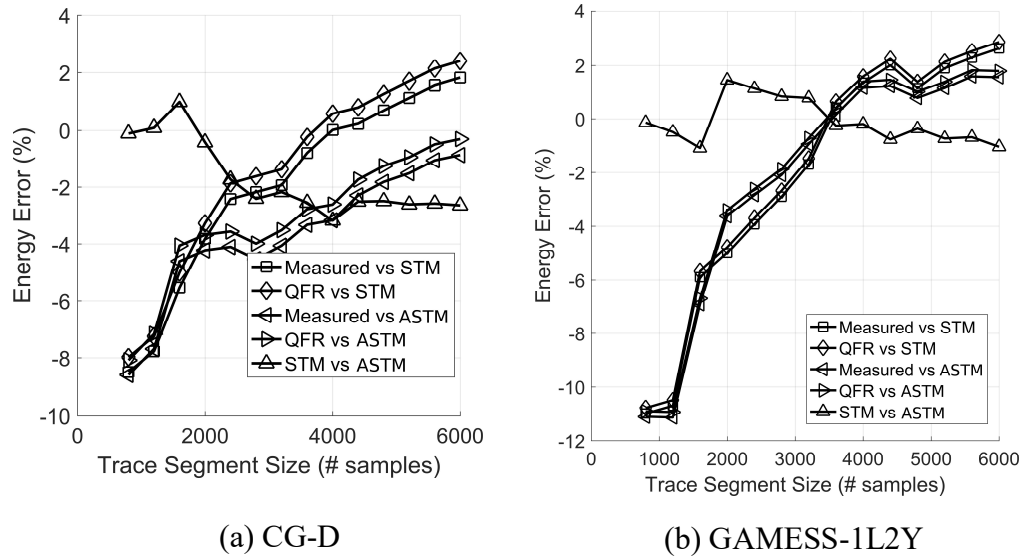 4
2
0
-2
-4
-6
-8
-10
Energy Error (%)
0
2000
4000
6000
Trace Segment Size (# samples)
Measured vs STM
QFR vs STM
Measured vs ASTM
QFR vs ASTM
STM vs ASTM
(a) CG-D
4
2
0
-2
-4
-6
-8
-10
-12
Energy Error (%)
0
1000
2000
3000
4000
5000
6000
Trace Segment Size (# samples)
Measured vs STM
QFR vs STM
Measured vs ASTM
QFR vs ASTM
STM vs ASTM
(b) GAMESS-1L2Y